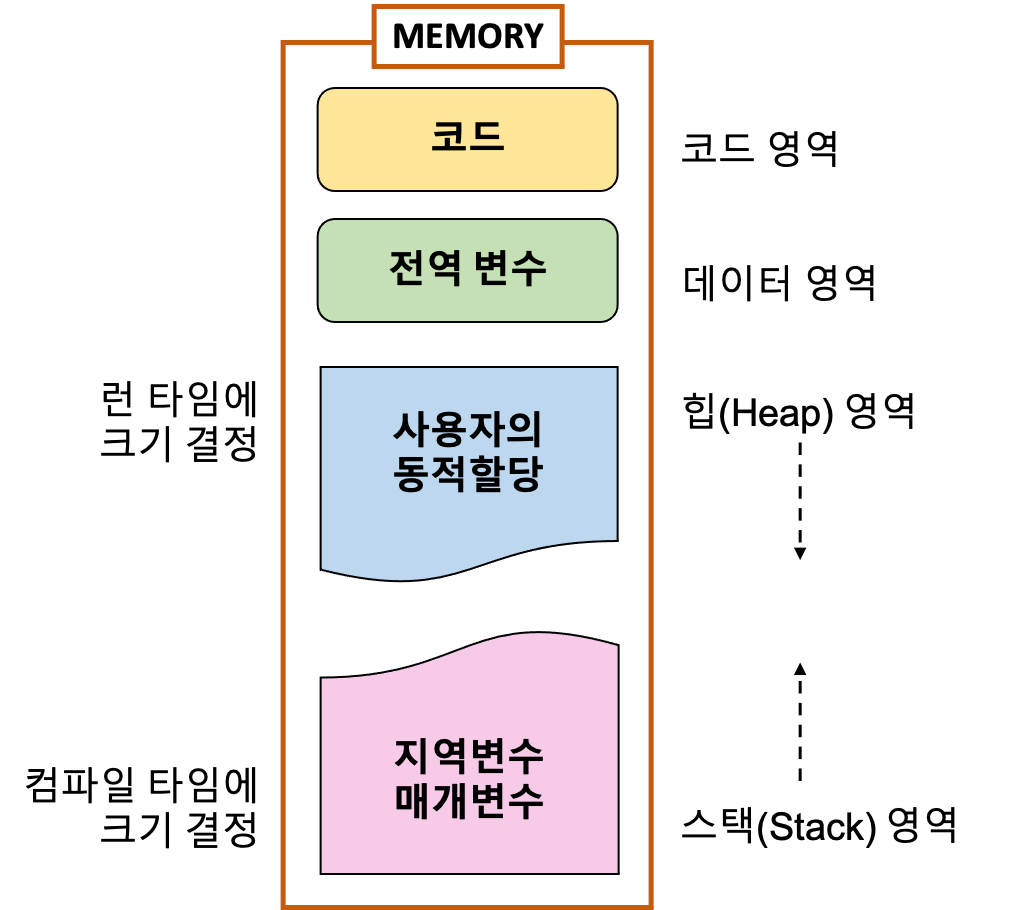 MEMORY
코드
코드 영역
전역 변수
데이터 영역
런 타임에
크기 결정
사용자의
동적할당
힙(Heap) 영역
컴파일 타임에
크기 결정
지역변수
매개변수
스택(Stack) 영역